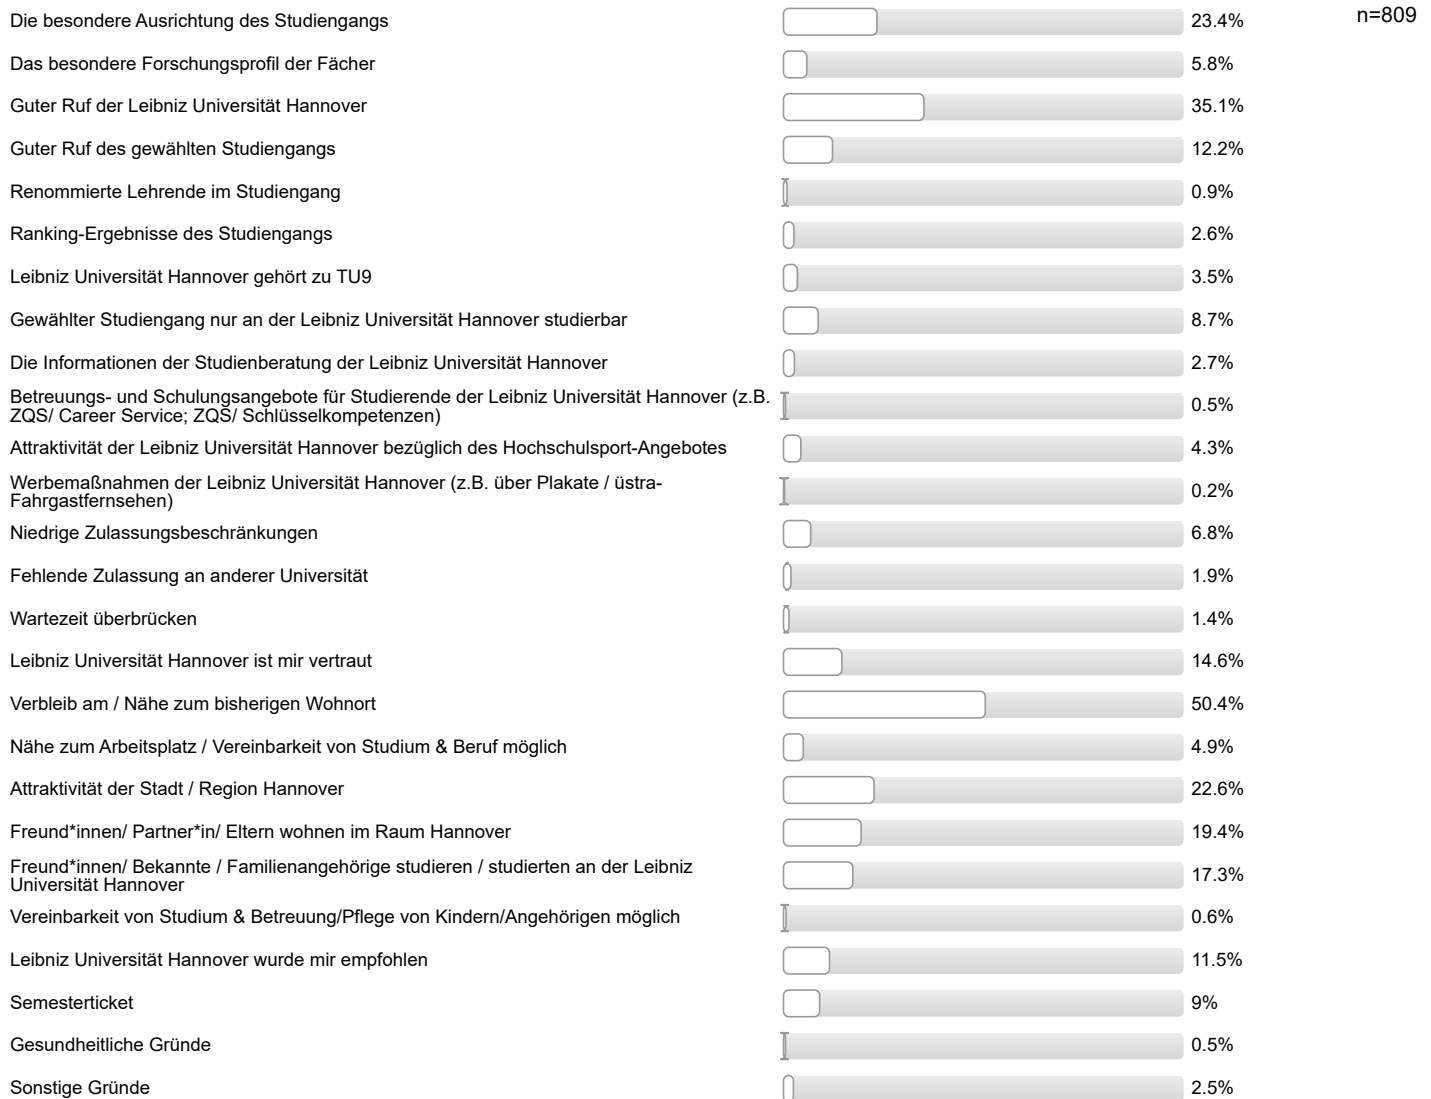 Die besondere Ausrichtung des Studiengangs 23.4% n=809
Das besondere Forschungsprofil der Fächer 5.8%
Guter Ruf der Leibniz Universität Hannover 35.1%
Guter Ruf des gewählten Studiengangs 12.2%
Renommierte Lehrende im Studiengang 0.9%
Ranking-Ergebnisse des Studiengangs 2.6%
Leibniz Universität Hannover gehört zu TU9 3.5%
Gewählter Studiengang nur an der Leibniz Universität Hannover studierbar 8.7%
Die Informationen der Studienberatung der Leibniz Universität Hannover 2.7%
Betreuungs- und Schulungsangebote für Studierende der Leibniz Universität Hannover (z.B.
ZQS/ Career Service; ZQS/ Schlüsselkompetenzen) 0.5%
Attraktivität der Leibniz Universität Hannover bezüglich des Hochschulsport-Angebotes 4.3%
Werbemaßnahmen der Leibniz Universität Hannover (z.B. über Plakate / üstra-
Fahrgastfernsehen) 0.2%
Niedrige Zulassungsbeschränkungen 6.8%
Fehlende Zulassung an anderer Universität 1.9%
Wartezeit überbrücken 1.4%
Leibniz Universität Hannover ist mir vertraut 14.6%
Verbleib am / Nähe zum bisherigen Wohnort 50.4%
Nähe zum Arbeitsplatz / Vereinbarkeit von Studium & Beruf möglich 4.9%
Attraktivität der Stadt / Region Hannover 22.6%
Freund*innen/ Partner*in/ Eltern wohnen im Raum Hannover 19.4%
Freund*innen/ Bekannte / Familienangehörige studieren / studierten an der Leibniz
Universität Hannover 17.3%
Vereinbarkeit von Studium & Betreuung/Pflege von Kindern/Angehörigen möglich 0.6%
Leibniz Universität Hannover wurde mir empfohlen 11.5%
Semesterticket 9%
Gesundheitliche Gründe 0.5%
Sonstige Gründe 2.5%